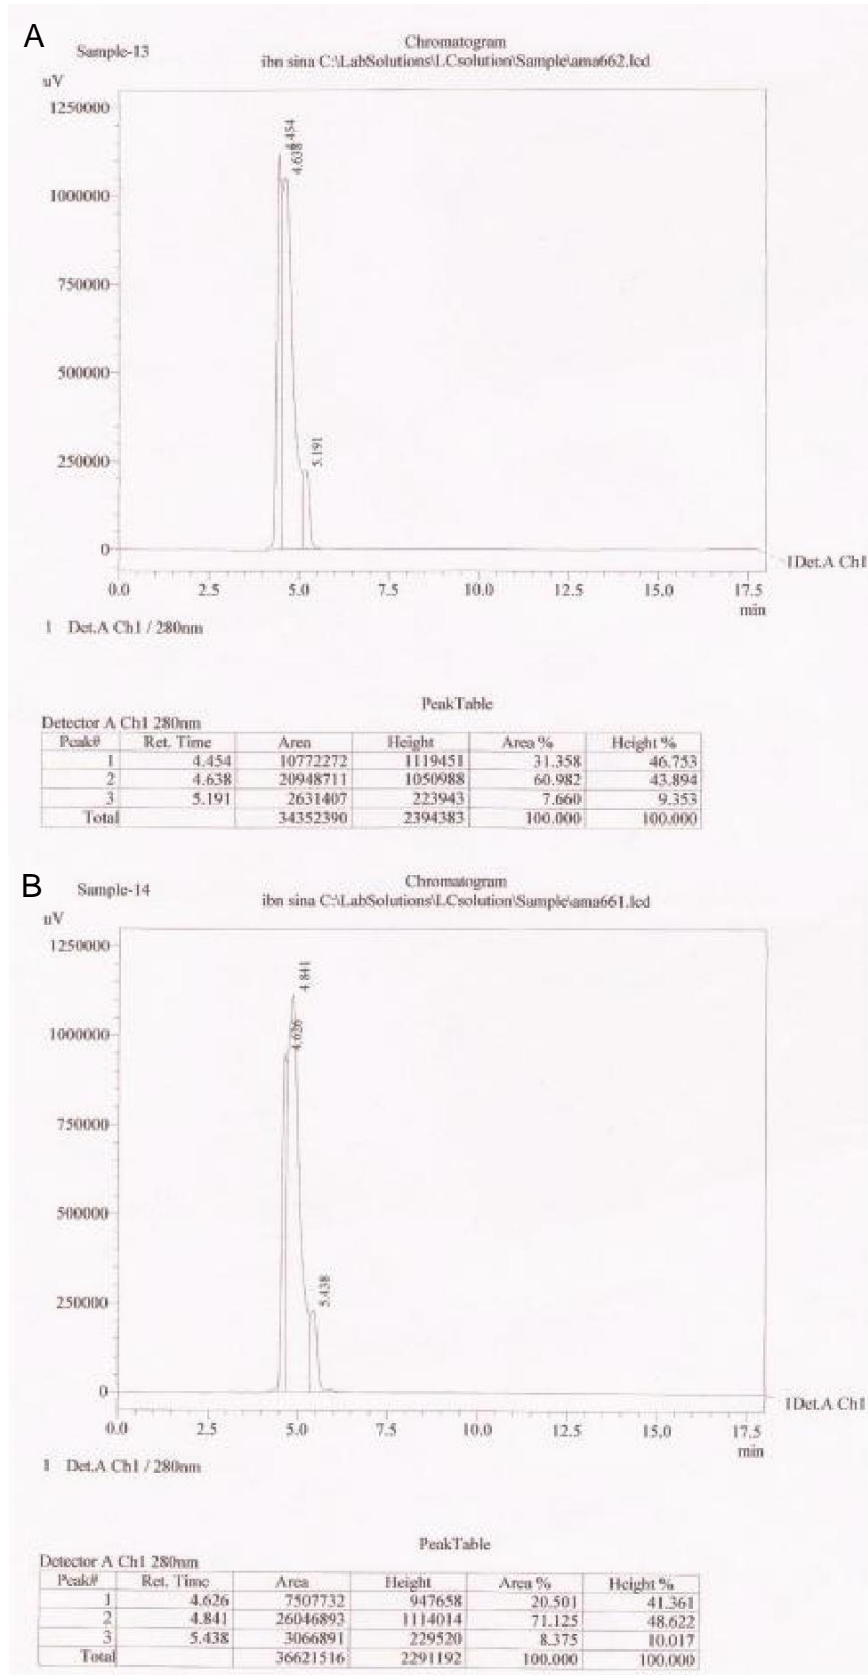 A
Sample-13
Chromatogram
ibn sina C:\LabSolutions\LCsolution\Sample\ama662.lcd
uV
1250000
1000000
750000
500000
250000
0
4.454
4.638
5.191
1Det.A Ch1
0.0 2.5 5.0 7.5 10.0 12.5 15.0 17.5
min
1 Det.A Ch1 / 280nm
PeakTable
Detector A Ch1 280nm
Peak# Ret. Time Area Height Area % Height %
1 4.454 10772272 1119451 31.358 46.753
2 4.638 20948711 1050988 60.982 43.894
3 5.191 2631407 223943 7.660 9.353
Total 34352390 2394383 100.000 100.000
B
Sample-14
Chromatogram
ibn sina C:\LabSolutions\LCsolution\Sample\ama661.lcd
uV
1250000
1000000
750000
500000
250000
0
4.841
4.626
5.438
1Det.A Ch1
0.0 2.5 5.0 7.5 10.0 12.5 15.0 17.5
min
1 Det.A Ch1 / 280nm
PeakTable
Detector A Ch1 280nm
Peak# Ret. Time Area Height Area % Height %
1 4.626 7507732 947658 20.501 41.361
2 4.841 26046893 1114014 71.125 48.622
3 5.438 3066891 229520 8.375 10.017
Total 36621516 2291192 100.000 100.000